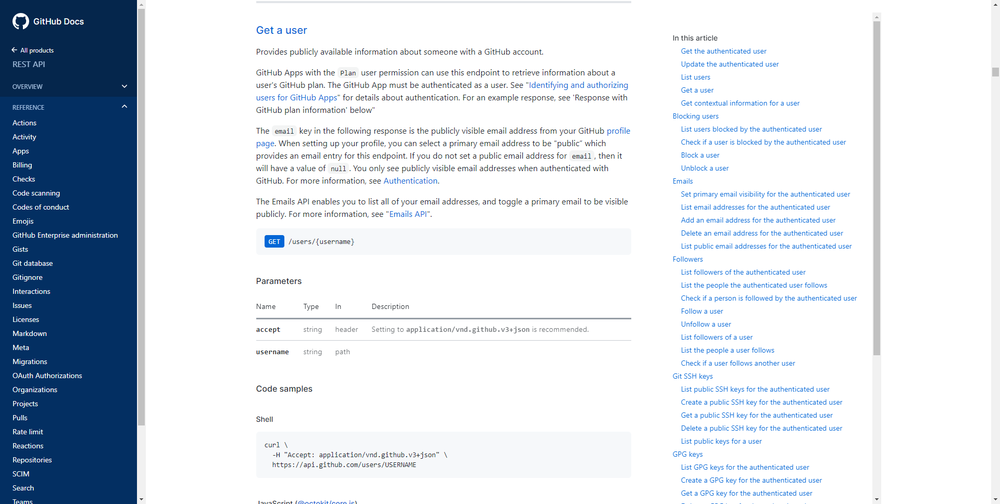 GitHub Docs
All products
REST API
OVERVIEW
REFERENCE
Actions
Activity
Apps
Billing
Checks
Code scanning
Codes of conduct
Emojis
GitHub Enterprise administration
Gists
Git database
Gitignore
Interactions
Issues
Licenses
Markdown
Meta
Migrations
OAuth Authorizations
Organizations
Projects
Pulls
Rate limit
Reactions
Repositories
SCIM
Search
Teams
Get a user
Provides publicly available information about someone with a GitHub account.
GitHub Apps with the Plan user permission can use this endpoint to retrieve information about a
user's GitHub plan. The GitHub App must be authenticated as a user. See "Identifying and authorizing
users for GitHub Apps" for details about authentication. For an example response, see 'Response with
GitHub plan information' below"
The email key in the following response is the publicly visible email address from your GitHub profile
page. When setting up your profile, you can select a primary email address to be “public” which
provides an email entry for this endpoint. If you do not set a public email address for email, then it
will have a value of null. You only see publicly visible email addresses when authenticated with
GitHub. For more information, see Authentication.
The Emails API enables you to list all of your email addresses, and toggle a primary email to be visible
publicly. For more information, see "Emails API".
GET /users/{username}
Parameters
Name Type In Description
accept string header Setting to application/vnd.github.v3+json is recommended.
username string path
Code samples
Shell
curl \
-H "Accept: application/vnd.github.v3+json" \
https://api.github.com/users/USERNAME
JavaScript (@octokit/core.js)
In this article
Get the authenticated user
Update the authenticated user
List users
Get a user
Get contextual information for a user
Blocking users
List users blocked by the authenticated user
Check if a user is blocked by the authenticated user
Block a user
Unblock a user
Emails
Set primary email visibility for the authenticated user
List email addresses for the authenticated user
Add an email address for the authenticated user
Delete an email address for the authenticated user
List public email addresses for the authenticated user
Followers
List followers of the authenticated user
List the people the authenticated user follows
Check if a person is followed by the authenticated user
Follow a user
Unfollow a user
List followers of a user
List the people a user follows
Check if a user follows another user
Git SSH keys
List public SSH keys for the authenticated user
Create a public SSH key for the authenticated user
Get a public SSH key for the authenticated user
Delete a public SSH key for the authenticated user
List public keys for a user
GPG keys
List GPG keys for the authenticated user
Create a GPG key for the authenticated user
Get a GPG key for the authenticated user